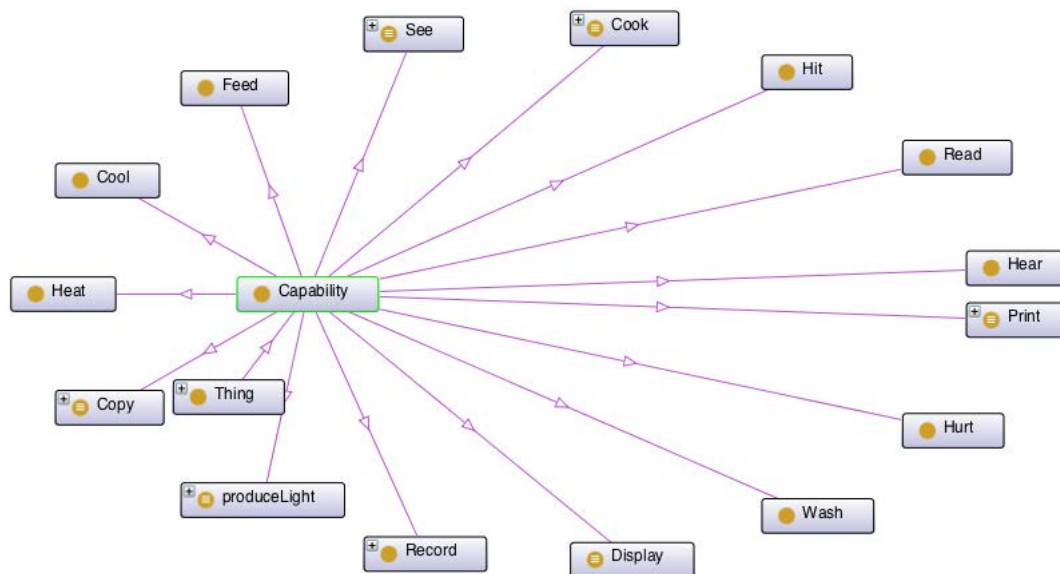 See
Cook
Hit
Feed
Read
Cool
Hear
Heat
Capability
Print
Copy
Thing
Hurt
produceLight
Wash
Record
Display